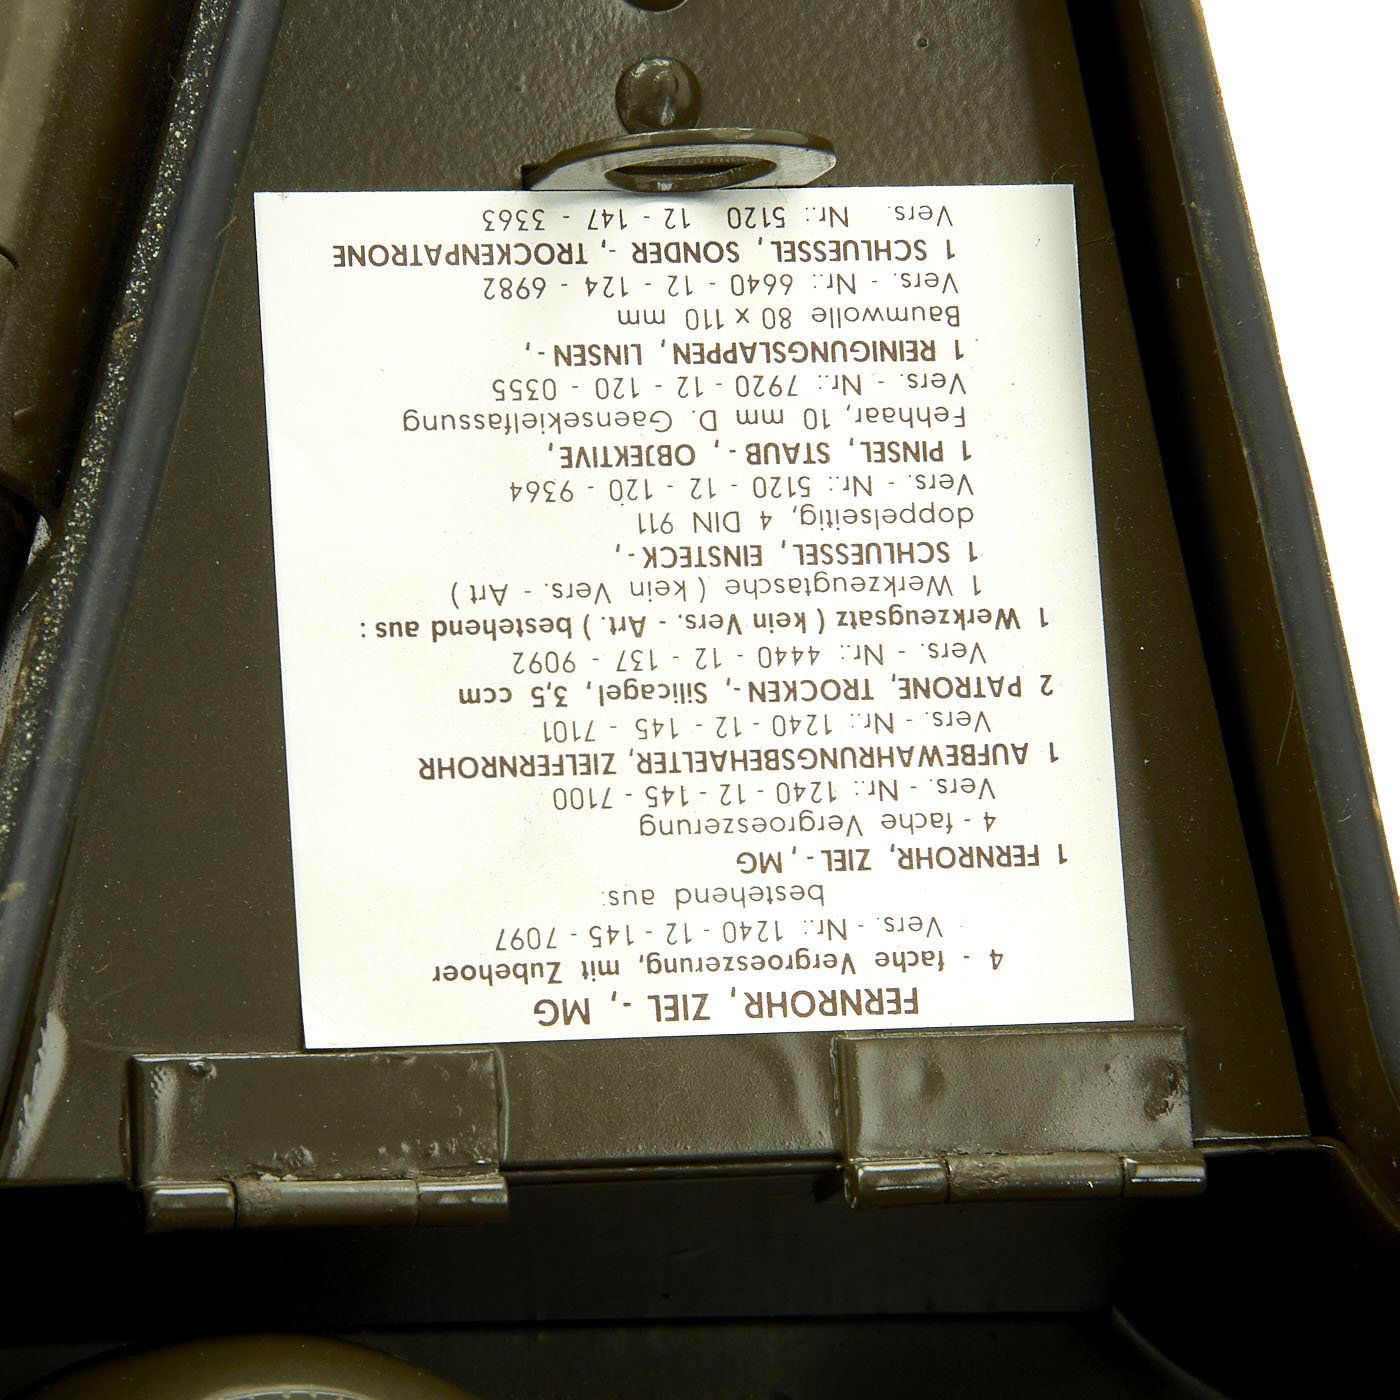 FERNROHR, ZIEL -, MG
4 - fache Vergroeszerung, mit Zubehoer
Vers. - Nr.: 1240 - 12 - 145 - 7097
bestehend aus:
1 FERNROHR, ZIEL -, MG
4 - fache Vergroeszerung
Vers. - Nr.: 1240 - 12 - 145 - 7100
1 AUFBEWAHRUNGSBEHAELTER, ZIELFERNROHR
Vers. - Nr.: 1240 - 12 - 145 - 7101
2 PATRONE, TROCKEN -, Silicagel, 3,5 ccm
Vers. - Nr.: 4440 - 12 - 137 - 9092
1 Werkzeugsatz ( kein Vers. - Art. ) bestehend aus :
1 Werkzeugtasche ( kein Vers. - Art )
1 SCHLUESSEL, EINSTECK -,
doppelseitig, 4 DIN 911
Vers. - Nr.: 5120 - 12 - 120 - 9364
1 PINSEL, STAUB -, OBJEKTIVE,
Fehhaar, 10 mm D. Gaensekielfassung
Vers. - Nr.: 7920 - 12 - 120 - 0355
1 REINIGUNGSLAPPEN, LINSEN -,
Baumwolle 80 x 110 mm
Vers. - Nr.: 6640 - 12 - 124 - 6982
1 SCHLUESSEL, SONDER -, TROCKENPATRONE
Vers. Nr.: 5120 12 - 147 - 3363